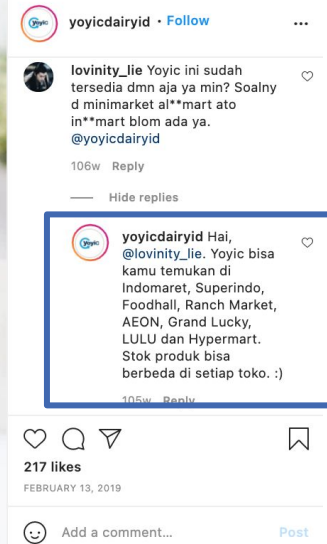 yoyicdairyid • Follow
lovinity_lie Yoyic ini sudah
tersedia dmn aja ya min? Soalny
d minimarket al**mart ato
in**mart blom ada ya.
@yoyicdairyid
106w Reply
Hide replies
yoyicdairyid Hai,
@lovinity_lie. Yoyic bisa
kamu temukan di
Indomaret, Superindo,
Foodhall, Ranch Market,
AEON, Grand Lucky,
LULU dan Hypermart.
Stok produk bisa
berbeda di setiap toko. :)
105w Reply
217 likes
FEBRUARY 13, 2019
Add a comment...
Post